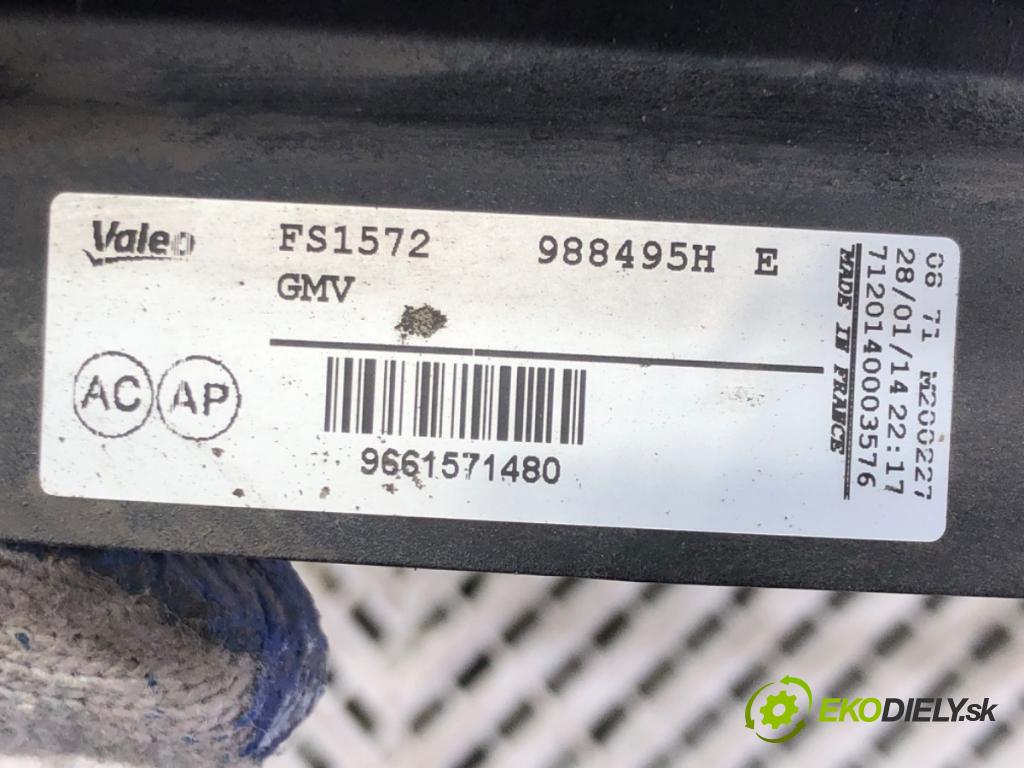 Valeo FS1572 988495H E
GMV
AC AP
9661571480
MADE IN FRANCE
7120140003576
28/01/14 22:17
06 71 M200227
EKODIELY.sk